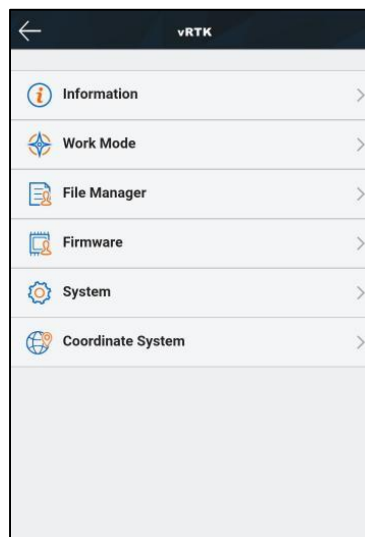 vRTK
Information
Work Mode
File Manager
Firmware
System
Coordinate System